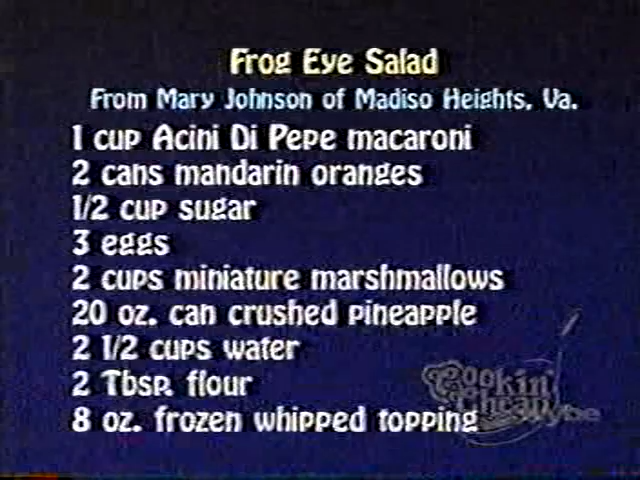 Frog Eye Salad
From Mary Johnson of Madiso Heights, Va.
1 cup Acini Di Pepe macaroni
2 cans mandarin oranges
1/2 cup sugar
3 eggs
2 cups miniature marshmallows
20 oz. can crushed pineapple
2 1/2 cups water
2 Tbsp. flour
8 oz. frozen whipped topping
Cookin'
Cheap